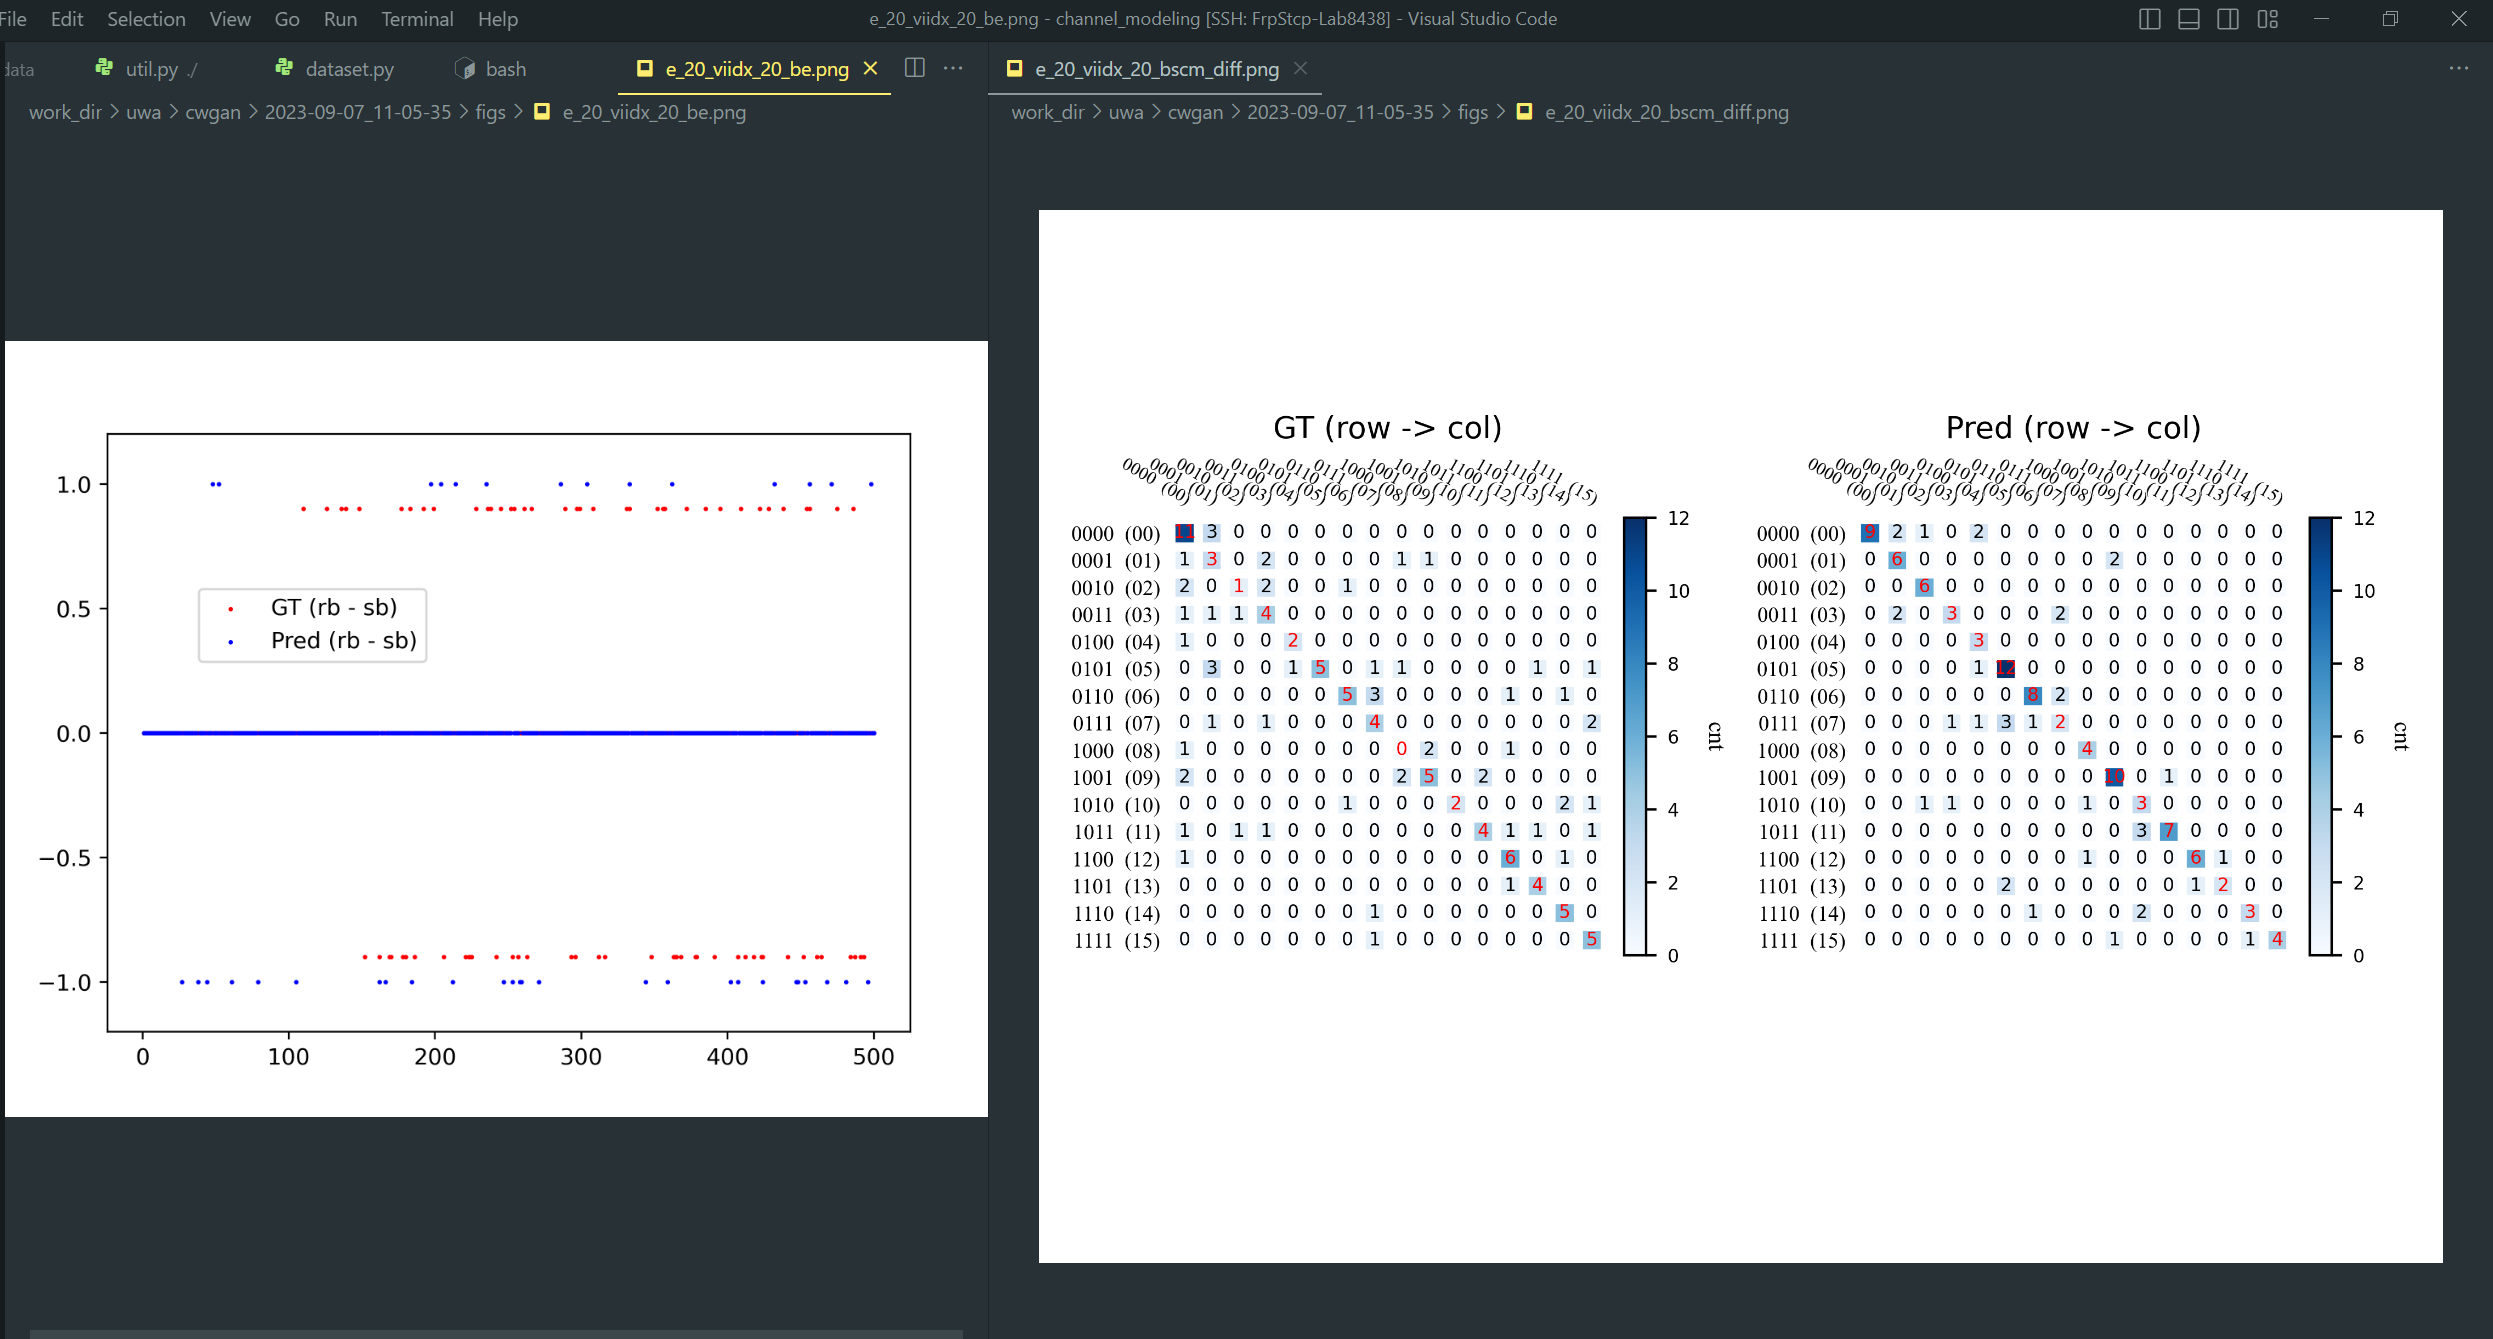 File Edit Selection View Go Run Terminal Help
e_20_viidx_20_be.png - channel_modeling [SSH: FrpStcp-Lab8438] - Visual Studio Code
data util.py ./ dataset.py bash e_20_viidx_20_be.png
work_dir > uwa > cwgan > 2023-09-07_11-05-35 > figs > e_20_viidx_20_be.png
1.0
0.5
0.0
−0.5
−1.0
GT (rb - sb)
Pred (rb - sb)
0 100 200 300 400 500
e_20_viidx_20_bscm_diff.png
work_dir > uwa > cwgan > 2023-09-07_11-05-35 > figs > e_20_viidx_20_bscm_diff.png
GT (row -> col)
0000 (00) 0001 (01) 0010 (02) 0011 (03) 0100 (04) 0101 (05) 0110 (06) 0111 (07) 1000 (08) 1001 (09) 1010 (10) 1011 (11) 1100 (12) 1101 (13) 1110 (14) 1111 (15)
0000 (00) 11 3 0 0 0 0 0 0 0 0 0 0 0 0 0 0
0001 (01) 1 3 0 2 0 0 0 0 1 1 0 0 0 0 0 0
0010 (02) 2 0 1 2 0 0 1 0 0 0 0 0 0 0 0 0
0011 (03) 1 1 1 4 0 0 0 0 0 0 0 0 0 0 0 0
0100 (04) 1 0 0 0 2 0 0 0 0 0 0 0 0 0 0 0
0101 (05) 0 3 0 0 1 5 0 1 1 0 0 0 0 1 0 1
0110 (06) 0 0 0 0 0 0 5 3 0 0 0 0 1 0 1 0
0111 (07) 0 1 0 1 0 0 0 4 0 0 0 0 0 0 0 2
1000 (08) 1 0 0 0 0 0 0 0 0 2 0 0 1 0 0 0
1001 (09) 2 0 0 0 0 0 0 0 2 5 0 2 0 0 0 0
1010 (10) 0 0 0 0 0 0 1 0 0 0 2 0 0 0 2 1
1011 (11) 1 0 1 1 0 0 0 0 0 0 0 4 1 1 0 1
1100 (12) 1 0 0 0 0 0 0 0 0 0 0 0 6 0 1 0
1101 (13) 0 0 0 0 0 0 0 0 0 0 0 0 1 4 0 0
1110 (14) 0 0 0 0 0 0 0 1 0 0 0 0 0 0 5 0
1111 (15) 0 0 0 0 0 0 0 1 0 0 0 0 0 0 0 5
12
10
8
6
4
2
0
cnt
Pred (row -> col)
0000 (00) 0001 (01) 0010 (02) 0011 (03) 0100 (04) 0101 (05) 0110 (06) 0111 (07) 1000 (08) 1001 (09) 1010 (10) 1011 (11) 1100 (12) 1101 (13) 1110 (14) 1111 (15)
0000 (00) 9 2 1 0 2 0 0 0 0 0 0 0 0 0 0 0
0001 (01) 0 6 0 0 0 0 0 0 0 2 0 0 0 0 0 0
0010 (02) 0 0 6 0 0 0 0 0 0 0 0 0 0 0 0 0
0011 (03) 0 2 0 3 0 0 0 2 0 0 0 0 0 0 0 0
0100 (04) 0 0 0 0 3 0 0 0 0 0 0 0 0 0 0 0
0101 (05) 0 0 0 0 1 12 0 0 0 0 0 0 0 0 0 0
0110 (06) 0 0 0 0 0 0 8 2 0 0 0 0 0 0 0 0
0111 (07) 0 0 0 1 1 3 1 2 0 0 0 0 0 0 0 0
1000 (08) 0 0 0 0 0 0 0 0 4 0 0 0 0 0 0 0
1001 (09) 0 0 0 0 0 0 0 0 0 10 0 1 0 0 0 0
1010 (10) 0 0 1 1 0 0 0 0 1 0 3 0 0 0 0 0
1011 (11) 0 0 0 0 0 0 0 0 0 0 3 7 0 0 0 0
1100 (12) 0 0 0 0 0 0 0 0 1 0 0 0 6 1 0 0
1101 (13) 0 0 0 0 0 2 0 0 0 0 0 0 1 2 0 0
1110 (14) 0 0 0 0 0 0 1 0 0 0 2 0 0 0 3 0
1111 (15) 0 0 0 0 0 0 0 0 0 1 0 0 0 0 1 4
12
10
8
6
4
2
0
cnt